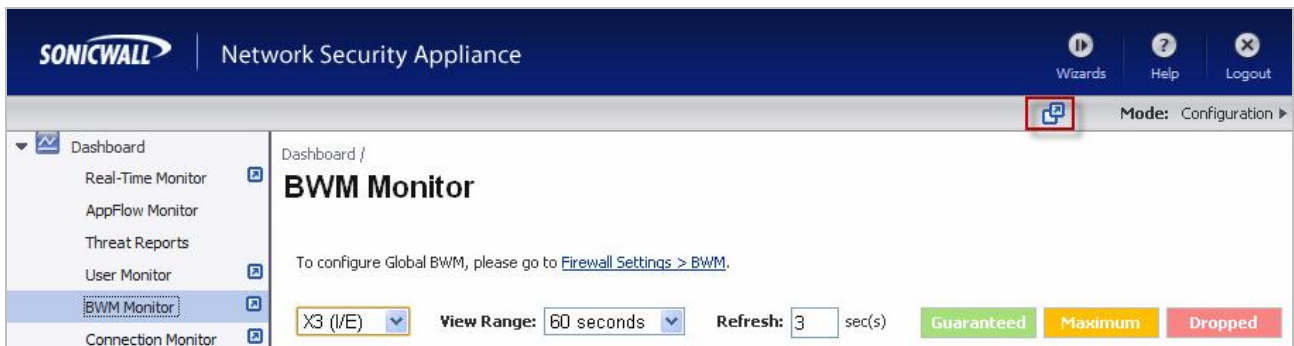 SONICWALL Network Security Appliance
Wizards Help Logout
Mode: Configuration
Dashboard
Real-Time Monitor
AppFlow Monitor
Threat Reports
User Monitor
BWM Monitor
Connection Monitor
Dashboard /
BWM Monitor
To configure Global BWM, please go to Firewall Settings > BWM.
X3 (I/E) View Range: 60 seconds Refresh: 3 sec(s) Guaranteed Maximum Dropped